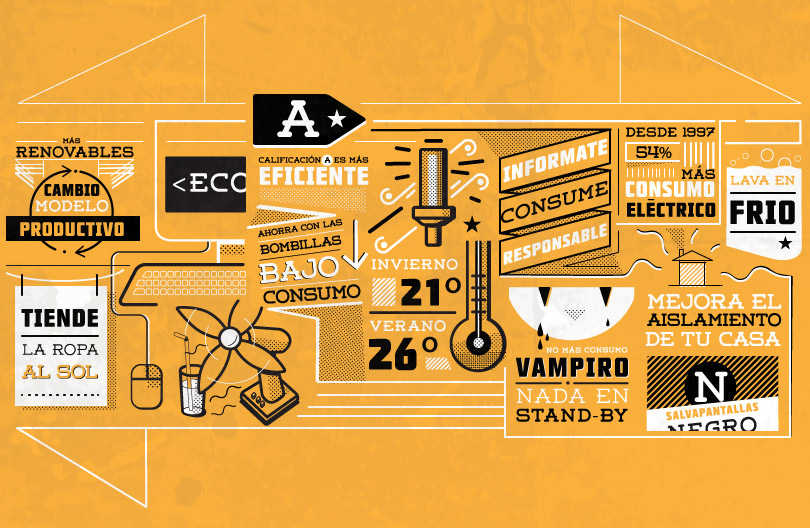 MÁS
RENOVABLES
CAMBIO
MODELO
PRODUCTIVO
TIENDE
LA ROPA
AL SOL
<ECO
A
CALIFICACIÓN A ES MÁS
EFICIENTE
AHORRA CON LAS
BOMBILLAS
BAJO
CONSUMO
INVIERNO
21º
VERANO
26º
INFORMATE
CONSUME
RESPONSABLE
DESDE 1997
54%
MÁS
CONSUMO
ELÉCTRICO
LAVA EN
FRIO
NO MÁS CONSUMO
VAMPIRO
NADA EN
STAND-BY
MEJORA EL
AISLAMIENTO
DE TU CASA
N
SALVAPANTALLAS
NEGRO